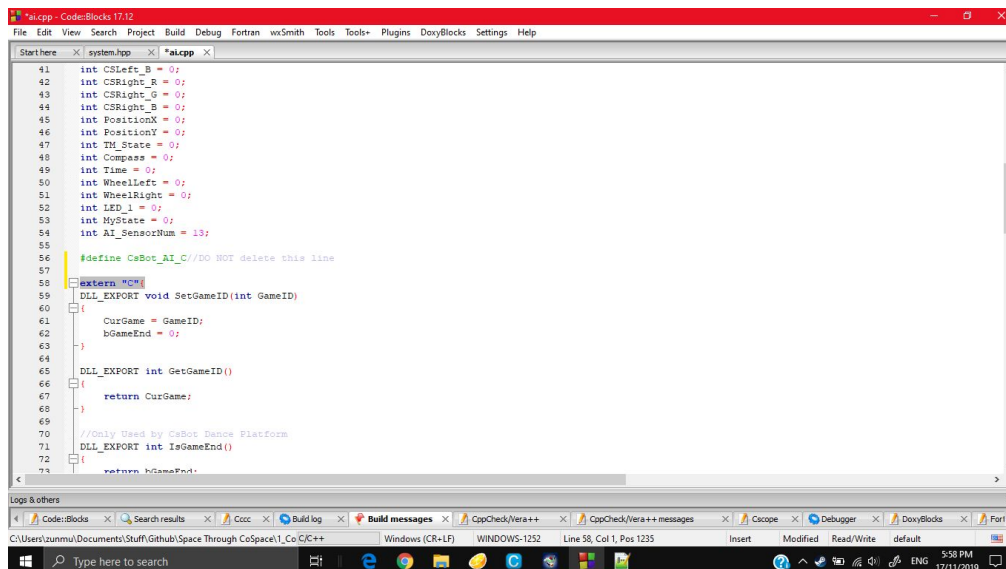 *ai.cpp - Code::Blocks 17.12
File Edit View Search Project Build Debug Fortran wxSmith Tools Tools+ Plugins DoxyBlocks Settings Help
Start here system.hpp *ai.cpp
41 int CSLeft_B = 0;
42 int CSRight_R = 0;
43 int CSRight_G = 0;
44 int CSRight_B = 0;
45 int PositionX = 0;
46 int PositionY = 0;
47 int TM_State = 0;
48 int Compass = 0;
49 int Time = 0;
50 int WheelLeft = 0;
51 int WheelRight = 0;
52 int LED_1 = 0;
53 int MyState = 0;
54 int AI_SensorNum = 13;
55
56 #define CsBot_AI_C//DO NOT delete this line
57
58 extern "C"{
59 DLL_EXPORT void SetGameID(int GameID)
60 {
61 CurGame = GameID;
62 bGameEnd = 0;
63 }
64
65 DLL_EXPORT int GetGameID()
66 {
67 return CurGame;
68 }
69
70 //Only Used by CsBot Dance Platform
71 DLL_EXPORT int IsGameEnd()
72 {
73 return bGameEnd;
Logs & others
Code::Blocks Search results Cccc Build log Build messages CppCheck/Vera++ CppCheck/Vera++ messages Cscope Debugger DoxyBlocks Fort
C:\Users\zunmu\Documents\Stuff\Github\Space Through CoSpace\1_Co C/C++ Windows (CR+LF) WINDOWS-1252 Line 58, Col 1, Pos 1235 Insert Modified Read/Write default
Type here to search ENG 5:58 PM
17/11/2019